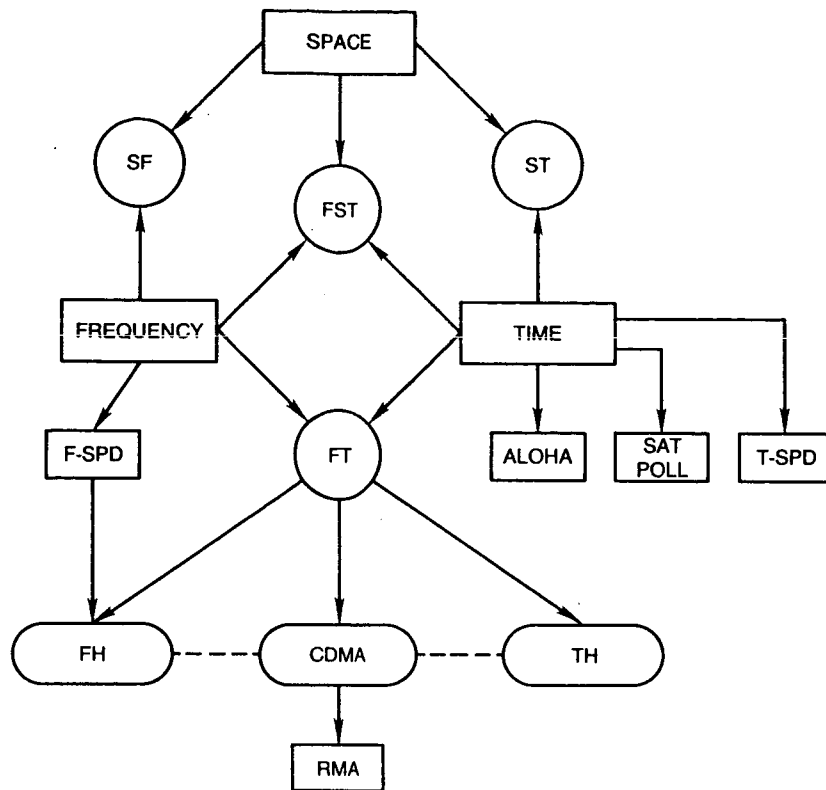 SPACE
SF
ST
FST
FREQUENCY
TIME
F-SPD
FT
ALOHA
SAT
POLL
T-SPD
FH
CDMA
TH
RMA